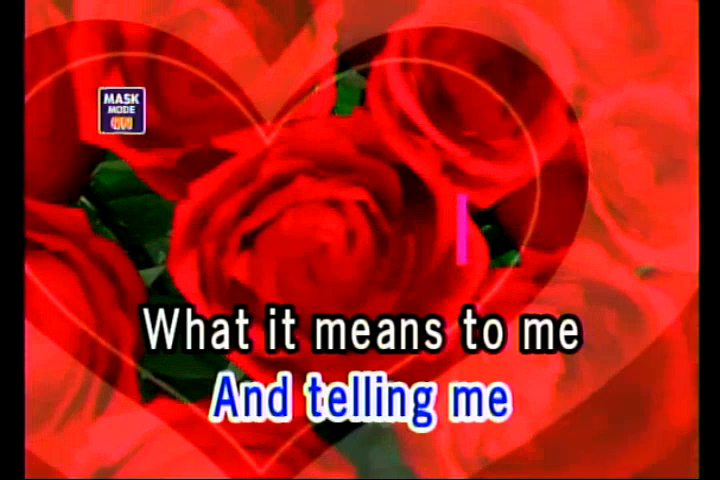 MASK
MODE
ON
What it means to me
And telling me